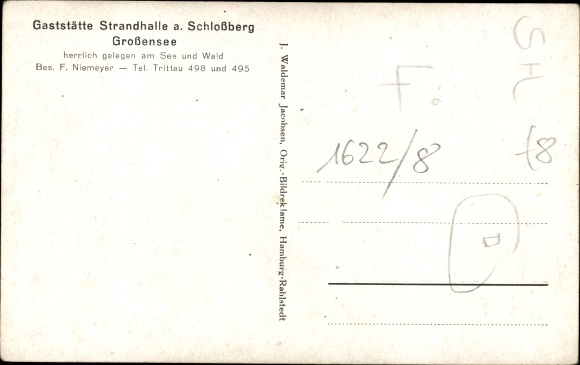 Gaststätte Strandhalle a. Schloßberg
Großensee
herrlich gelegen am See und Wald
Bes. F. Niemeyer — Tel. Trittau 498 und 495
J. Waldemar Jacobsen, Orig.-Bildreklame, Hamburg-Rahlstedt
SH
F.
1622/8